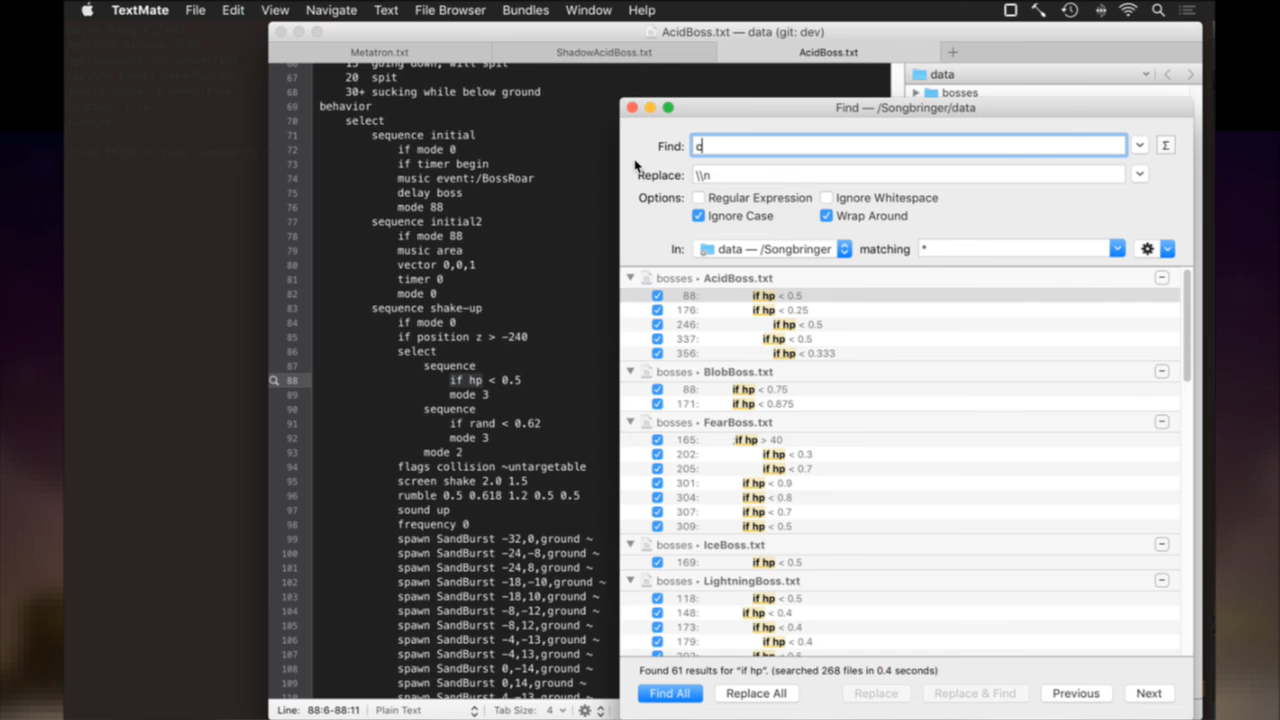 TextMate File Edit View Navigate Text File Browser Bundles Window Help
AcidBoss.txt — data (git: dev)
Metatron.txt ShadowAcidBoss.txt AcidBoss.txt
67 20 spit
68 30+ sucking while below ground
69 behavior
70 select
71 sequence initial
72 if mode 0
73 if timer begin
74 music event:/BossRoar
75 delay boss
76 mode 88
77 sequence initial2
78 if mode 88
79 music area
80 vector 0,0,1
81 timer 0
82 mode 0
83 sequence shake-up
84 if mode 0
85 if position z > -240
86 select
87 sequence
88 if hp < 0.5
89 mode 3
90 sequence
91 if rand < 0.62
92 mode 3
93 mode 2
94 flags collision ~untargetable
95 screen shake 2.0 1.5
96 rumble 0.5 0.618 1.2 0.5 0.5
97 sound up
98 frequency 0
99 spawn SandBurst -32,0,ground ~
100 spawn SandBurst -24,-8,ground ~
101 spawn SandBurst -24,8,ground ~
102 spawn SandBurst -18,-10,ground ~
103 spawn SandBurst -18,10,ground ~
104 spawn SandBurst -8,-12,ground ~
105 spawn SandBurst -8,12,ground ~
106 spawn SandBurst -4,-13,ground ~
107 spawn SandBurst -4,13,ground ~
108 spawn SandBurst 0,-14,ground ~
109 spawn SandBurst 0,14,ground ~
Line: 88:6-88:11 Plain Text Tab Size: 4
data
bosses
Find — /Songbringer/data
Find: c
Replace: \\n
Options: Regular Expression Ignore Whitespace
Ignore Case Wrap Around
In: data — /Songbringer matching *
bosses ▸ AcidBoss.txt
88: if hp < 0.5
176: if hp < 0.25
246: if hp < 0.5
337: if hp < 0.5
356: if hp < 0.333
bosses ▸ BlobBoss.txt
88: if hp < 0.75
171: if hp < 0.875
bosses ▸ FearBoss.txt
165: ;if hp > 40
202: if hp < 0.3
205: if hp < 0.7
301: if hp < 0.9
304: if hp < 0.8
307: if hp < 0.7
309: if hp < 0.5
bosses ▸ IceBoss.txt
169: if hp < 0.5
bosses ▸ LightningBoss.txt
118: if hp < 0.5
148: if hp < 0.4
173: if hp < 0.4
179: if hp < 0.4
Found 61 results for “if hp”. (searched 268 files in 0.4 seconds)
Find All Replace All Replace Replace & Find Previous Next